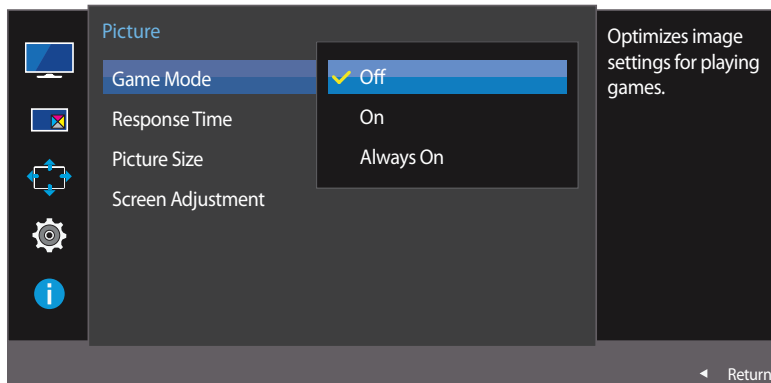 Picture
Game Mode
Off
Response Time
On
Picture Size
Always On
Screen Adjustment
Optimizes image
settings for playing
games.
Return